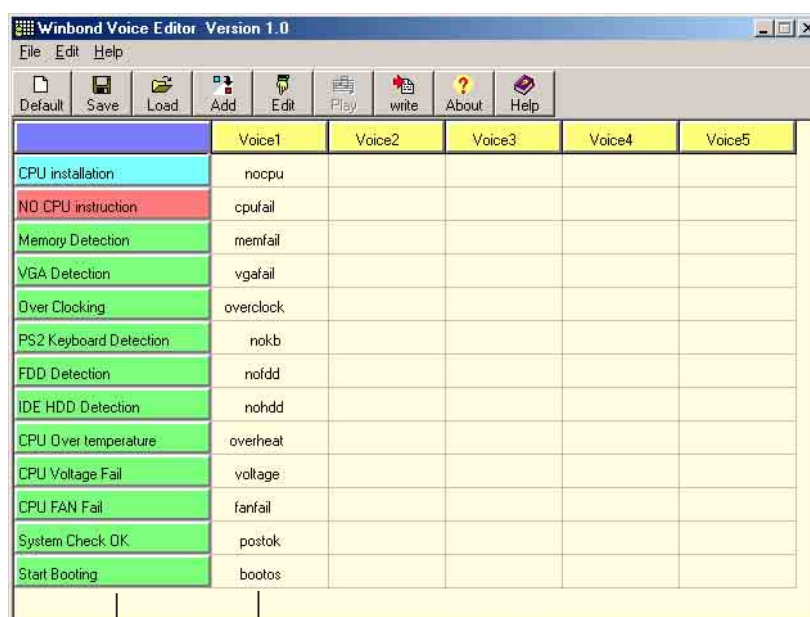 Winbond Voice Editor Version 1.0
File Edit Help
Default Save Load Add Edit Play write About Help
Voice1 Voice2 Voice3 Voice4 Voice5
CPU installation nocpu
NO CPU instruction cpufail
Memory Detection memfail
VGA Detection vgafail
Over Clocking overclock
PS2 Keyboard Detection nokb
FDD Detection nofdd
IDE HDD Detection nohdd
CPU Over temperature overheat
CPU Voltage Fail voltage
CPU FAN Fail fanfail
System Check OK postok
Start Booting bootos